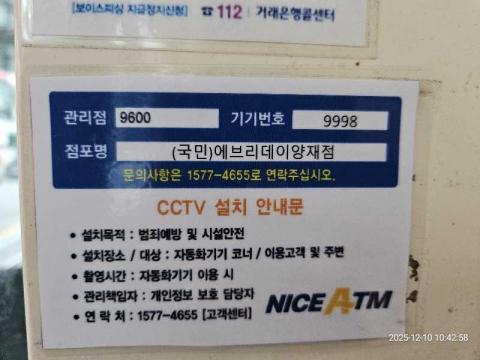 [보이스피싱 지급정지신청] ☎112 | 거래은행콜센터
관리점 9600 기기번호 9998
점포명 (국민)에브리데이양재점
문의사항은 1577-4655로 연락주십시오.
CCTV 설치 안내문
• 설치목적 : 범죄예방 및 시설안전
• 설치장소 / 대상 : 자동화기기 코너 / 이용고객 및 주변
• 촬영시간 : 자동화기기 이용 시
• 관리책임자 : 개인정보 보호 담당자
• 연 락 처 : 1577-4655 [고객센터]
NICE ATM
2025-12-10 10:42:58